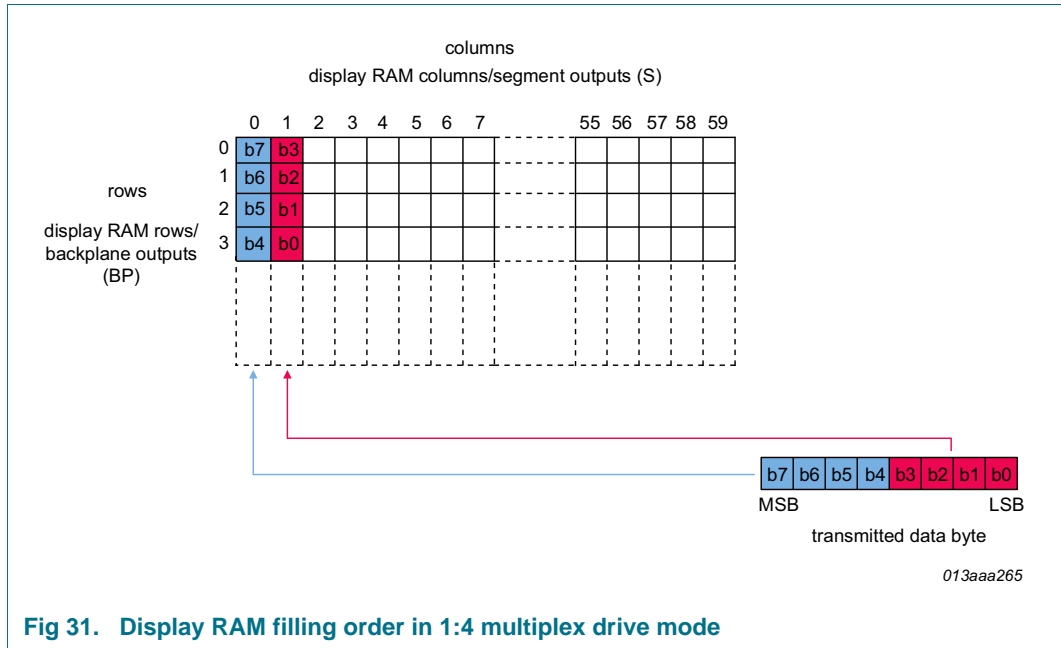 columns
display RAM columns/segment outputs (S)
0 1 2 3 4 5 6 7 55 56 57 58 59
0 b7 b3
1 b6 b2
rows
2 b5 b1
display RAM rows/
3 b4 b0
backplane outputs
(BP)
b7 b6 b5 b4 b3 b2 b1 b0
MSB LSB
transmitted data byte
013aaa265
Fig 31. Display RAM filling order in 1:4 multiplex drive mode